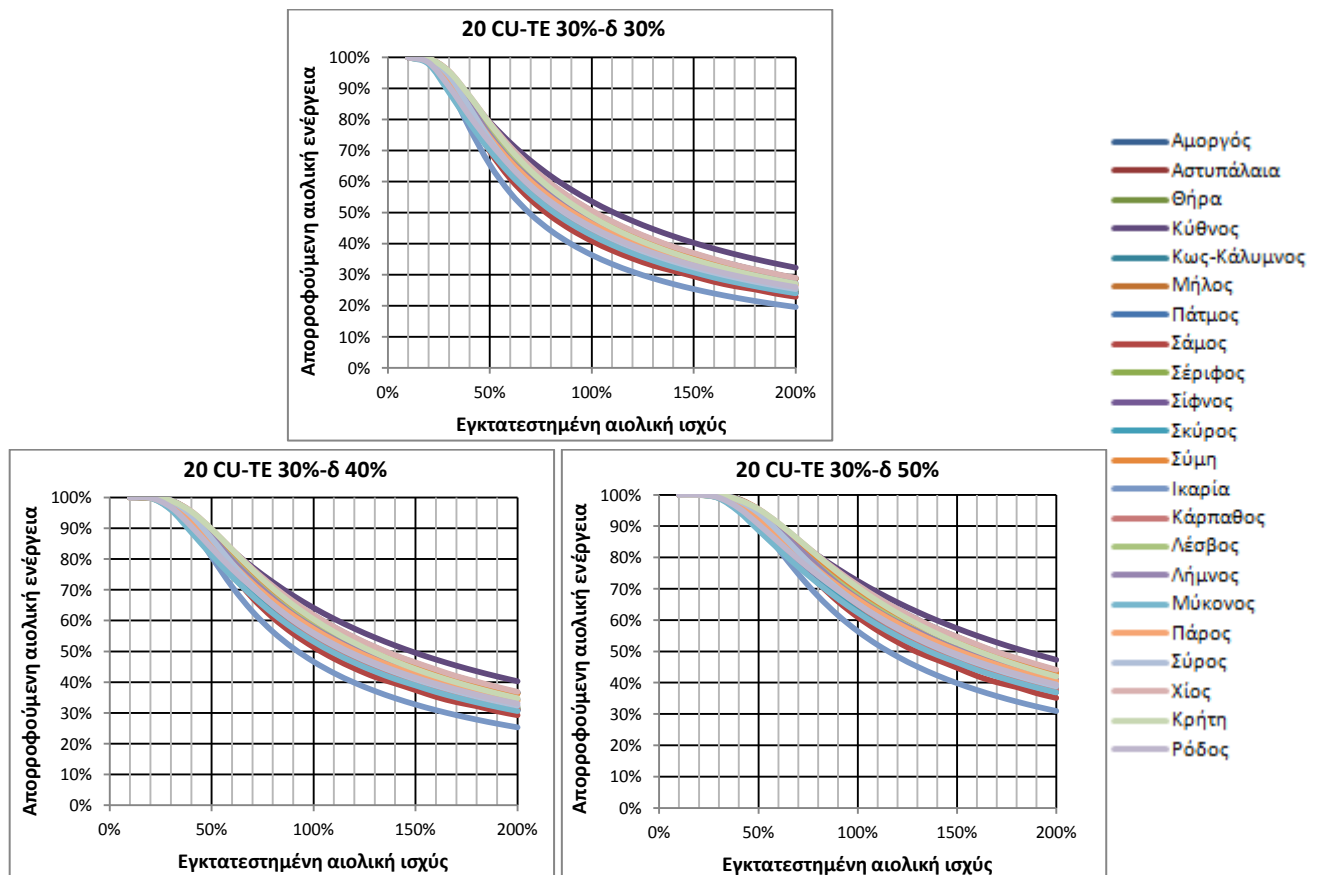 20 CU-TE 30%-δ 30%
Απορροφούμενη αιολική ενέργεια
100%
90%
80%
70%
60%
50%
40%
30%
20%
10%
0%
0% 50% 100% 150% 200%
Εγκτατεστημένη αιολική ισχύς
20 CU-TE 30%-δ 40%
Απορροφούμενη αιολική ενέργεια
100%
90%
80%
70%
60%
50%
40%
30%
20%
10%
0%
0% 50% 100% 150% 200%
Εγκτατεστημένη αιολική ισχύς
20 CU-TE 30%-δ 50%
Απορροφούμενη αιολική ενέργεια
100%
90%
80%
70%
60%
50%
40%
30%
20%
10%
0%
0% 50% 100% 150% 200%
Εγκτατεστημένη αιολική ισχύς
Αμοργός
Αστυπάλαια
Θήρα
Κύθνος
Κως-Κάλυμνος
Μήλος
Πάτμος
Σάμος
Σέριφος
Σίφνος
Σκύρος
Σύμη
Ικαρία
Κάρπαθος
Λέσβος
Λήμνος
Μύκονος
Πάρος
Σύρος
Χίος
Κρήτη
Ρόδος